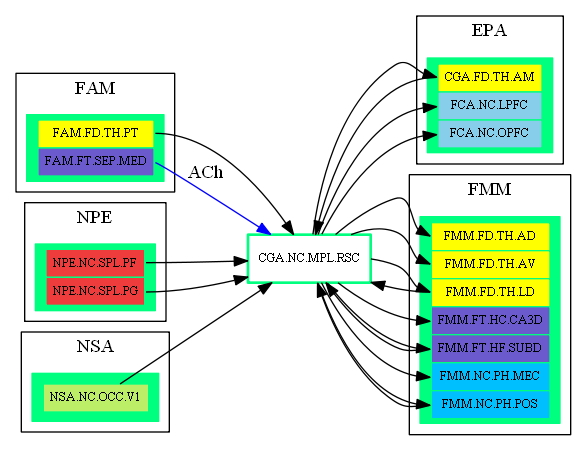 FAM
FAM.FD.TH.PT
FAM.FT.SEP.MED
NPE
NPE.NC.SPL.PF
NPE.NC.SPL.PG
NSA
NSA.NC.OCC.V1
ACh
CGA.NC.MPL.RSC
EPA
CGA.FD.TH.AM
FCA.NC.LPFC
FCA.NC.OPFC
FMM
FMM.FD.TH.AD
FMM.FD.TH.AV
FMM.FD.TH.LD
FMM.FT.HC.CA3D
FMM.FT.HF.SUBD
FMM.NC.PH.MEC
FMM.NC.PH.POS